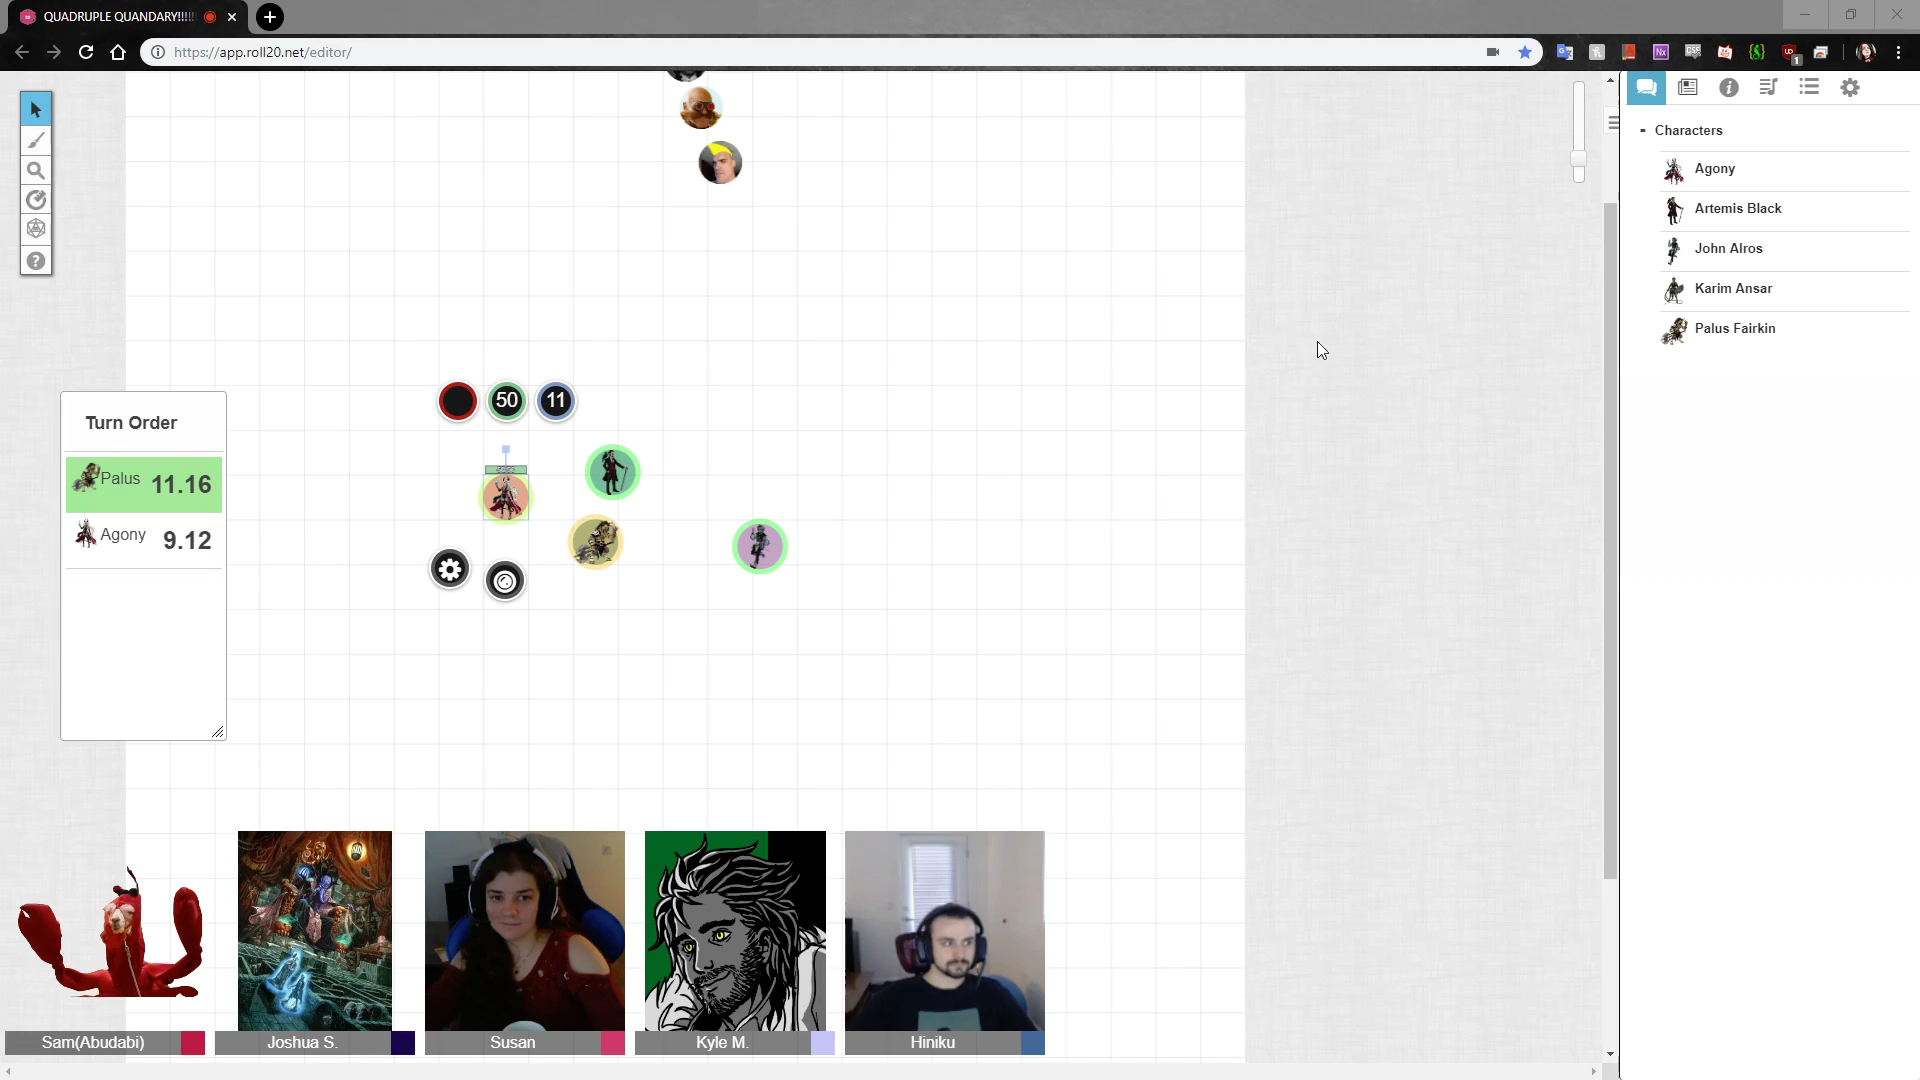 QUADRUPLE QUANDARY!!!!!
https://app.roll20.net/editor/
Characters
Agony
Artemis Black
John Alros
Karim Ansar
Palus Fairkin
50
11
Turn Order
Palus 11.16
Agony 9.12
Sam(Abudabi)
Joshua S.
Susan
Kyle M.
Hiniku